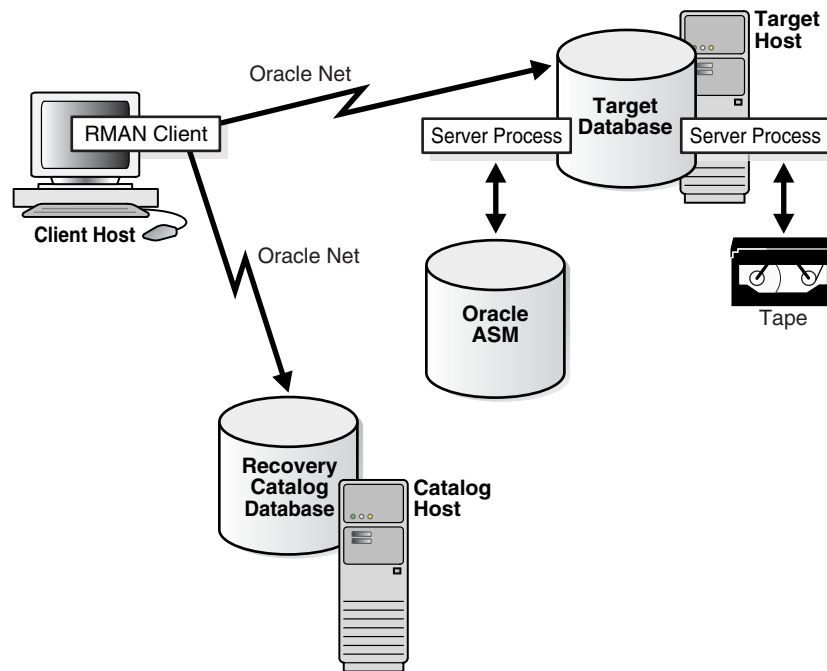 Target
Host
Oracle Net
Target
Database
RMAN Client
Server Process
Server Process
Client Host
Oracle Net
Oracle
ASM
Tape
Recovery
Catalog
Database
Catalog
Host